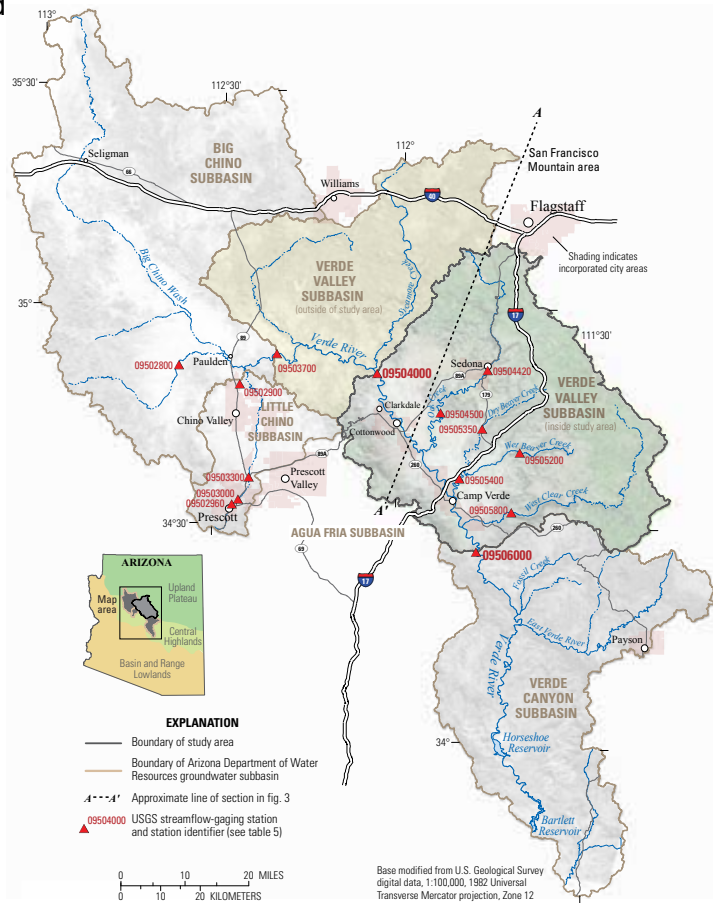 113°
35°30'
112°30'
112°
A
San Francisco
Mountain area
BIG
CHINO
SUBBASIN
Seligman
66
Williams
40
Flagstaff
Shading indicates
incorporated city areas
Big Chino Wash
VERDE
VALLEY
SUBBASIN
(outside of study area)
Sycamore Creek
35°
17
111°30'
89
Verde River
Paulden
09502800
09503700
09504000
Sedona
89A
09504420
09502900
179
VERDE
VALLEY
SUBBASIN
(inside study area)
LITTLE
CHINO
SUBBASIN
Chino Valley
Clarkdale
Cottonwood
Oak Creek
09504500
Dry Beaver Creek
09505350
Wet Beaver Creek
09505200
89A
260
09503300
Prescott
Valley
09505400
09503000
09502960
Prescott
A'
Camp Verde
West Clear Creek
09505800
34°30'
AGUA FRIA SUBBASIN
260
69
09506000
17
Fossil Creek
East Verde River
Payson
ARIZONA
Map
area
Upland
Plateau
Central
Highlands
Basin and Range
Lowlands
Verde River
VERDE
CANYON
SUBBASIN
34°
Horseshoe
Reservoir
Bartlett
Reservoir
EXPLANATION
Boundary of study area
Boundary of Arizona Department of Water
Resources groundwater subbasin
A---A' Approximate line of section in fig. 3
09504000 USGS streamflow-gaging station
and station identifier (see table 5)
0 10 20 MILES
0 10 20 KILOMETERS
Base modified from U.S. Geological Survey
digital data, 1:100,000, 1982 Universal
Transverse Mercator projection, Zone 12